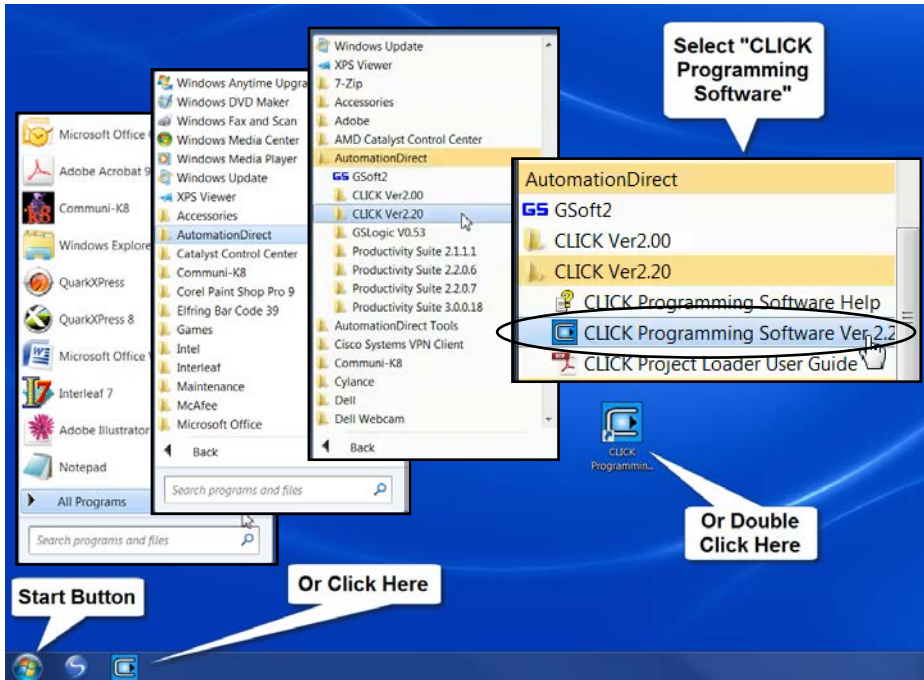 Microsoft Office
Adobe Acrobat 9
Communi-K8
Windows Explore
QuarkXPress
QuarkXPress 8
Microsoft Office
Interleaf 7
Adobe Illustrator
Notepad
All Programs
Search programs and files
Windows Anytime Upgra
Windows DVD Maker
Windows Fax and Scan
Windows Media Center
Windows Media Player
Windows Update
XPS Viewer
Accessories
AutomationDirect
Catalyst Control Center
Communi-K8
Corel Paint Shop Pro 9
Elfring Bar Code 39
Games
Intel
Interleaf
Maintenance
McAfee
Microsoft Office
Back
Search programs and files
Windows Update
XPS Viewer
7-Zip
Accessories
Adobe
AMD Catalyst Control Center
AutomationDirect
GS GSoft2
CLICK Ver2.00
CLICK Ver2.20
GSLogic V0.53
Productivity Suite 2.1.1.1
Productivity Suite 2.2.0.6
Productivity Suite 2.2.0.7
Productivity Suite 3.0.0.18
AutomationDirect Tools
Cisco Systems VPN Client
Communi-K8
Cylance
Dell
Dell Webcam
Back
Select "CLICK
Programming
Software"
AutomationDirect
GS GSoft2
CLICK Ver2.00
CLICK Ver2.20
CLICK Programming Software Help
CLICK Programming Software Ver 2.2
CLICK Project Loader User Guide
CLICK
Programmin...
Or Double
Click Here
Or Click Here
Start Button